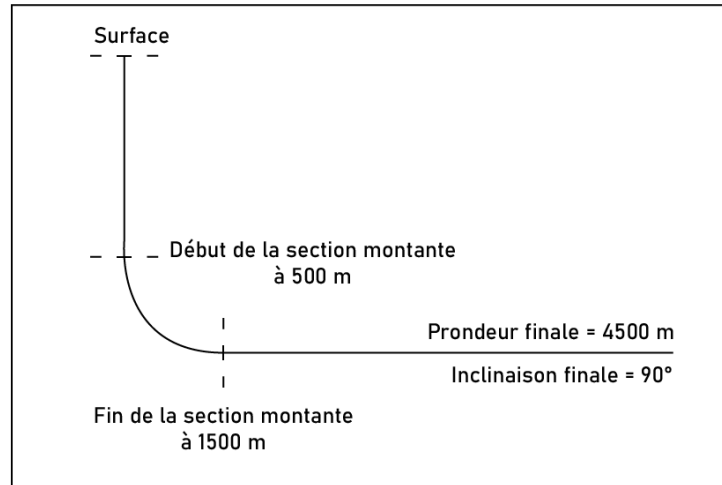 Surface
Début de la section montante
à 500 m
Prondeur finale = 4500 m
Inclinaison finale = 90°
Fin de la section montante
à 1500 m